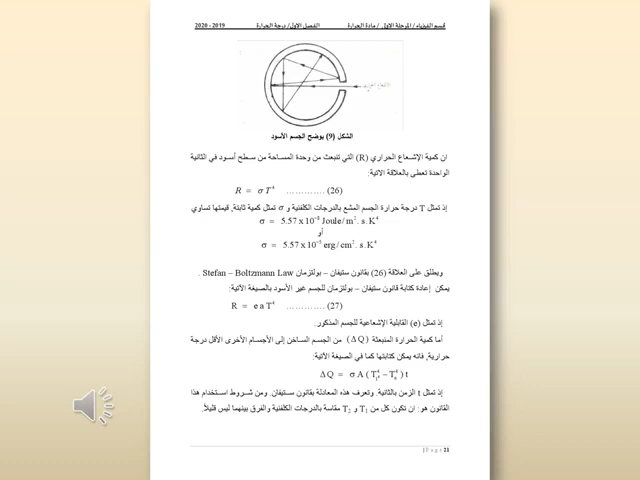 قسم الفيزياء / المرحلة الاولى / مادة الحرارة الفصل الاول/ درجة الحرارة 2019 - 2020
الشكل (9) يوضح الجسم الأسود
ان كمية الإشعاع الحراري (R) التي تنبعث من وحدة المساحة من سطح أسود في الثانية
الواحدة تعطى بالعلاقة الآتية:
R = σ T⁴ ………… (26)
إذ تمثل T درجة حرارة الجسم المشع بالدرجات الكلفنية و σ تمثل كمية ثابتة، قيمتها تساوي
σ = 5.57 x 10⁻⁸ Joule/m². s. K⁴
أو
σ = 5.57 x 10⁻⁵ erg/cm². s. K⁴
ويطلق على العلاقة (26) بقانون ستيفان – بولتزمان Stefan – Boltzmann Law .
يمكن إعادة كتابة قانون ستيفان – بولتزمان للجسم غير الأسود بالصيغة الآتية:
R = e a T⁴ ………… (27)
إذ تمثل (e) القابلية الإشعاعية للجسم المذكور.
أما كمية الحرارة المنبعثة (ΔQ) من الجسم الساخن إلى الأجسام الأخرى الأقل درجة
حرارية، فانه يمكن كتابتها كما في الصيغة الآتية:
ΔQ = σ A ( T⁴ – T⁴ ) t
إذ تمثل t الزمن بالثانية. وتعرف هذه المعادلة بقانون ستيفان. ومن شروط استخدام هذا
القانون هو: ان تكون كل من T₁ و T₂ مقاسة بالدرجات الكلفنية والفرق بينهما ليس قليلاً.
| P a g e 21